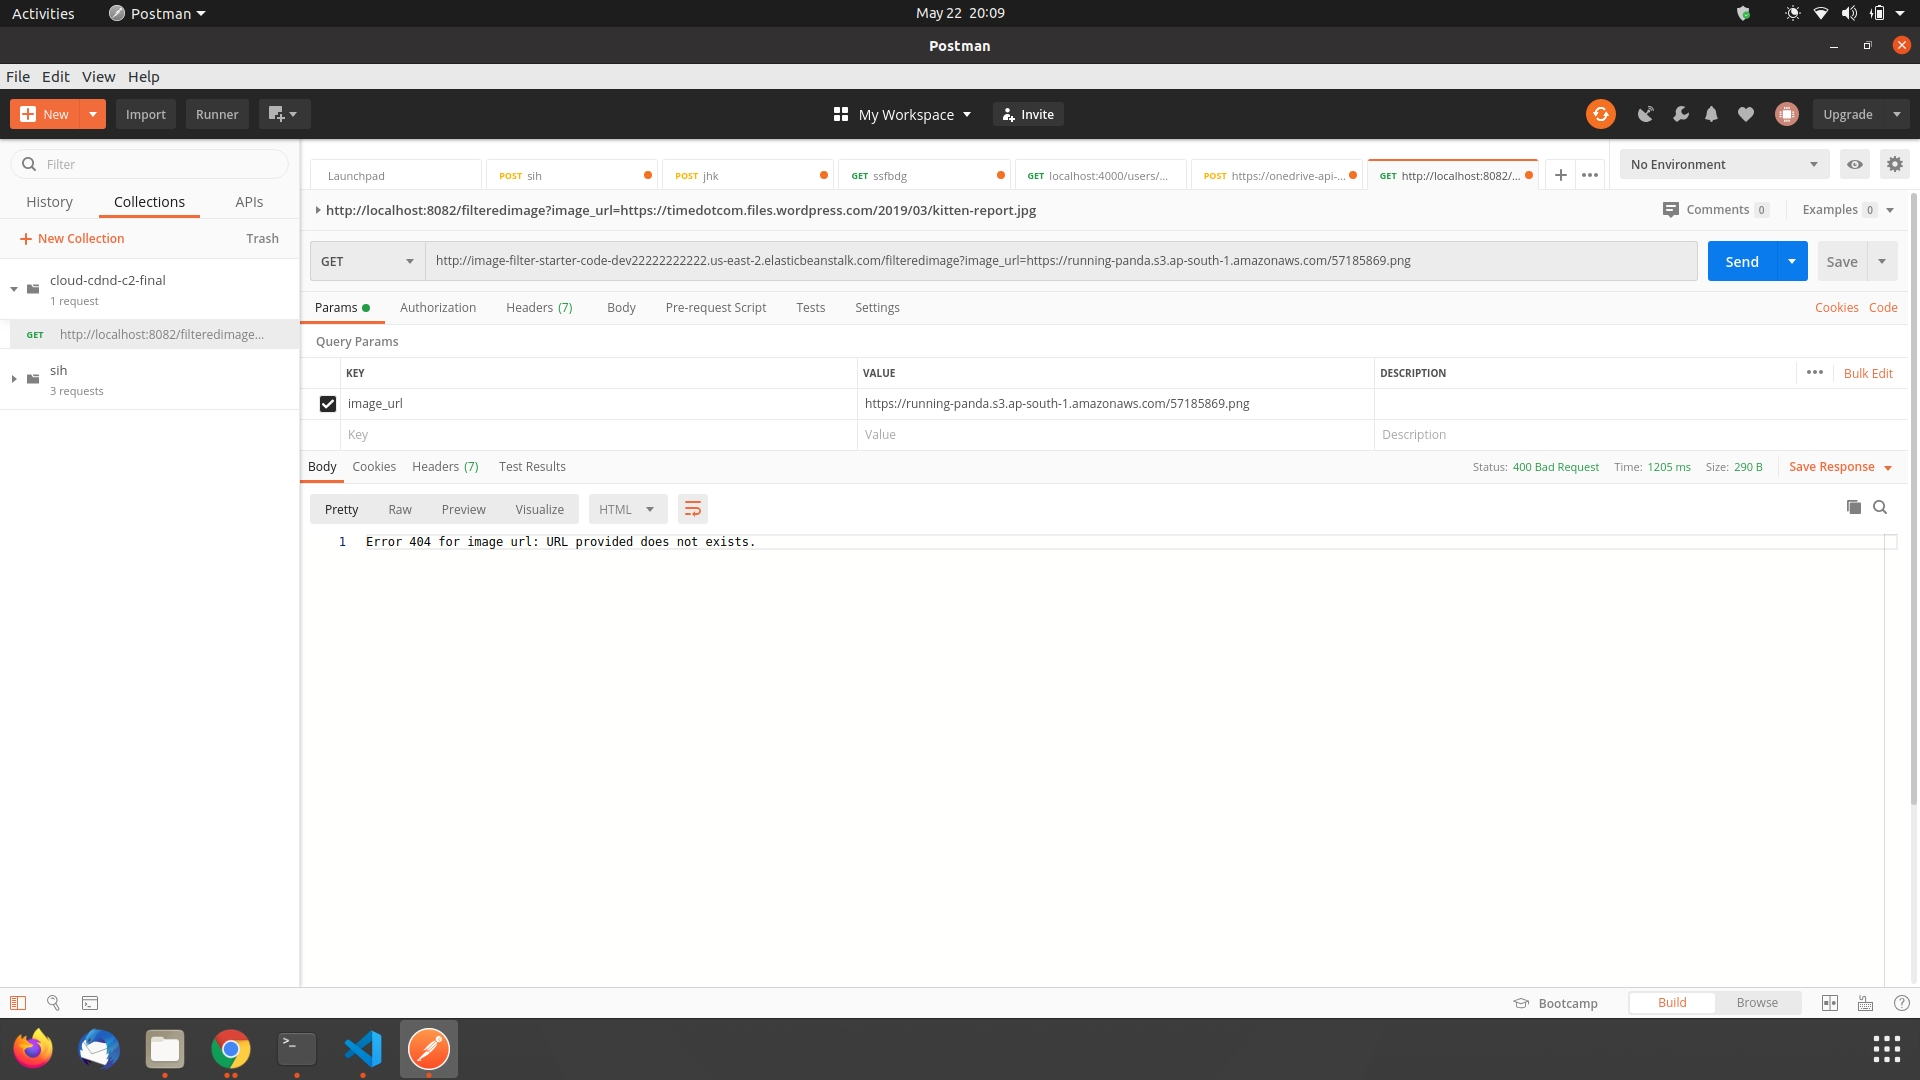 Activities
Postman
May 22 20:09
Postman
File Edit View Help
New
Import
Runner
My Workspace
Invite
Upgrade
Filter
History Collections APIs
New Collection
Trash
cloud-cdnd-c2-final
1 request
GET http://localhost:8082/filteredimage...
sih
3 requests
Launchpad
POST sih
POST jhk
GET ssfbdg
GET localhost:4000/users/...
POST https://onedrive-api-...
GET http://localhost:8082/...
No Environment
http://localhost:8082/filteredimage?image_url=https://timedotcom.files.wordpress.com/2019/03/kitten-report.jpg
Comments 0
Examples 0
GET
http://image-filter-starter-code-dev22222222222.us-east-2.elasticbeanstalk.com/filteredimage?image_url=https://running-panda.s3.ap-south-1.amazonaws.com/57185869.png
Send
Save
Params Authorization Headers (7) Body Pre-request Script Tests Settings
Cookies Code
Query Params
KEY VALUE DESCRIPTION
Bulk Edit
image_url https://running-panda.s3.ap-south-1.amazonaws.com/57185869.png
Key Value Description
Body Cookies Headers (7) Test Results
Status: 400 Bad Request Time: 1205 ms Size: 290 B
Save Response
Pretty Raw Preview Visualize
HTML
1 Error 404 for image url: URL provided does not exists.
Bootcamp
Build Browse